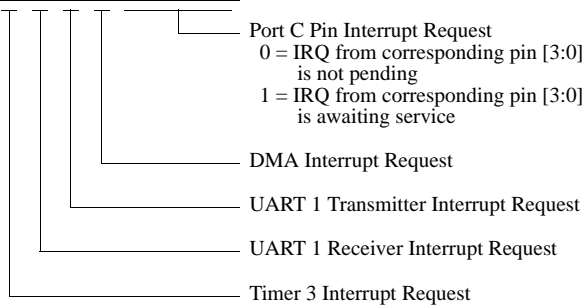 Port C Pin Interrupt Request
0 = IRQ from corresponding pin [3:0]
is not pending
1 = IRQ from corresponding pin [3:0]
is awaiting service
DMA Interrupt Request
UART 1 Transmitter Interrupt Request
UART 1 Receiver Interrupt Request
Timer 3 Interrupt Request